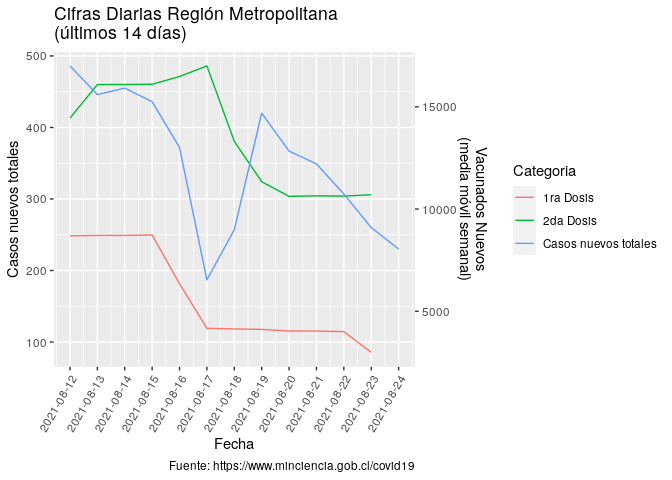 Cifras Diarias Región Metropolitana
(últimos 14 días)
Casos nuevos totales
500
400
300
200
100
15000
10000
5000
Vacunados Nuevos
(media móvil semanal)
2021-08-12
2021-08-13
2021-08-14
2021-08-15
2021-08-16
2021-08-17
2021-08-18
2021-08-19
2021-08-20
2021-08-21
2021-08-22
2021-08-23
2021-08-24
Fecha
Categoria
1ra Dosis
2da Dosis
Casos nuevos totales
Fuente: https://www.minciencia.gob.cl/covid19